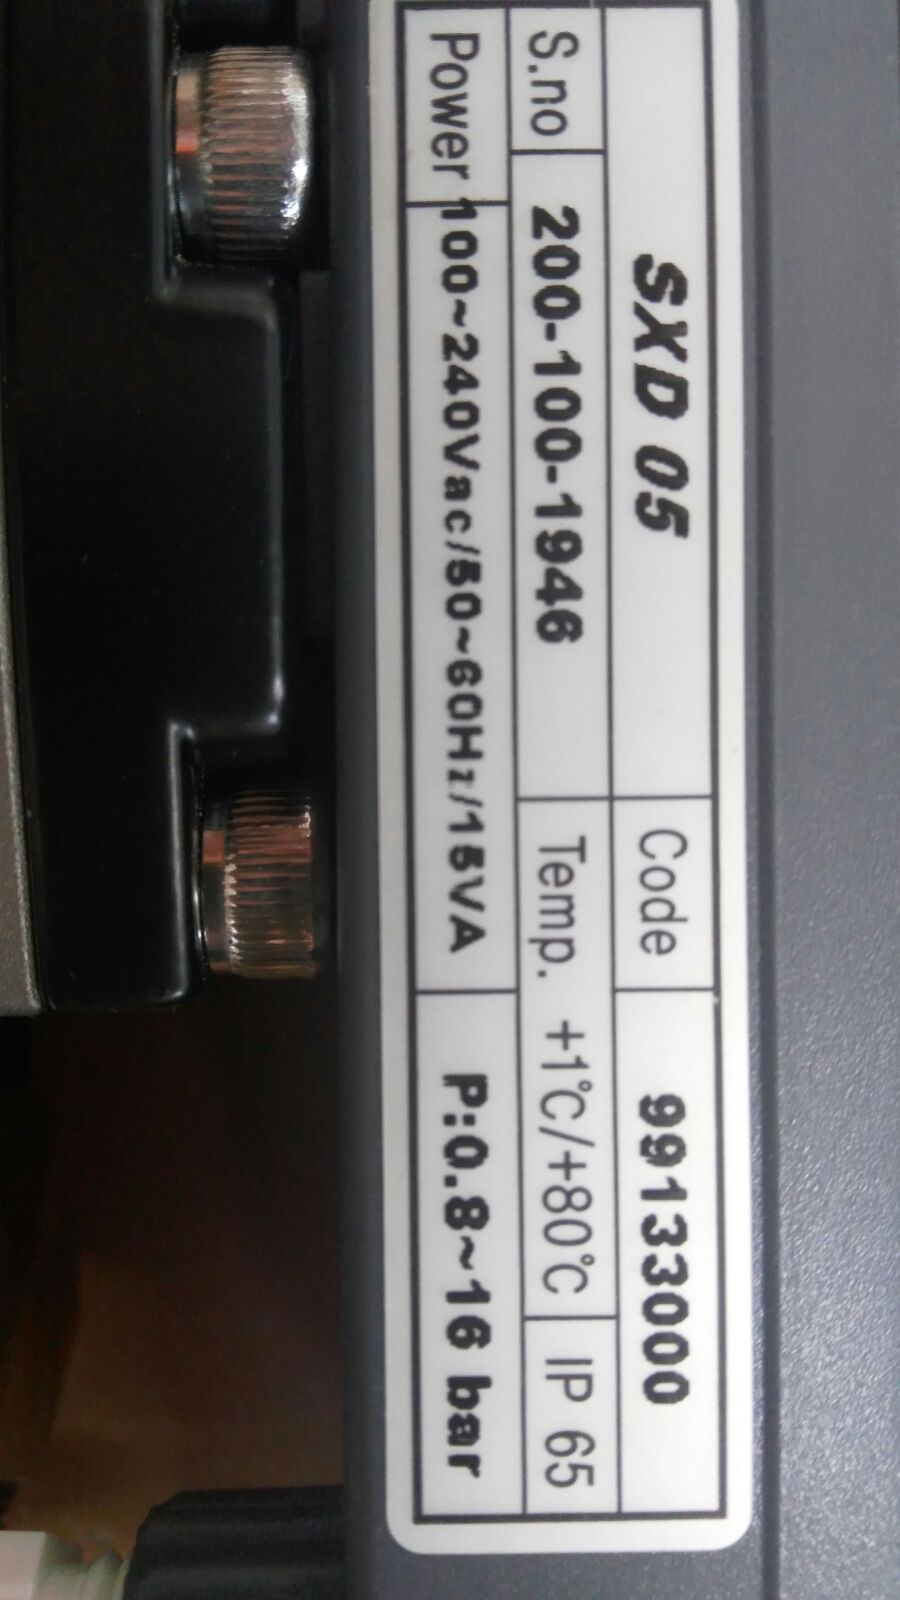 SXD 05 Code 99133000
S.no 200-100-1946 Temp. +1°C/+80°C IP 65
Power 100~240Vac/50~60Hz/15VA P:0.8~16 bar